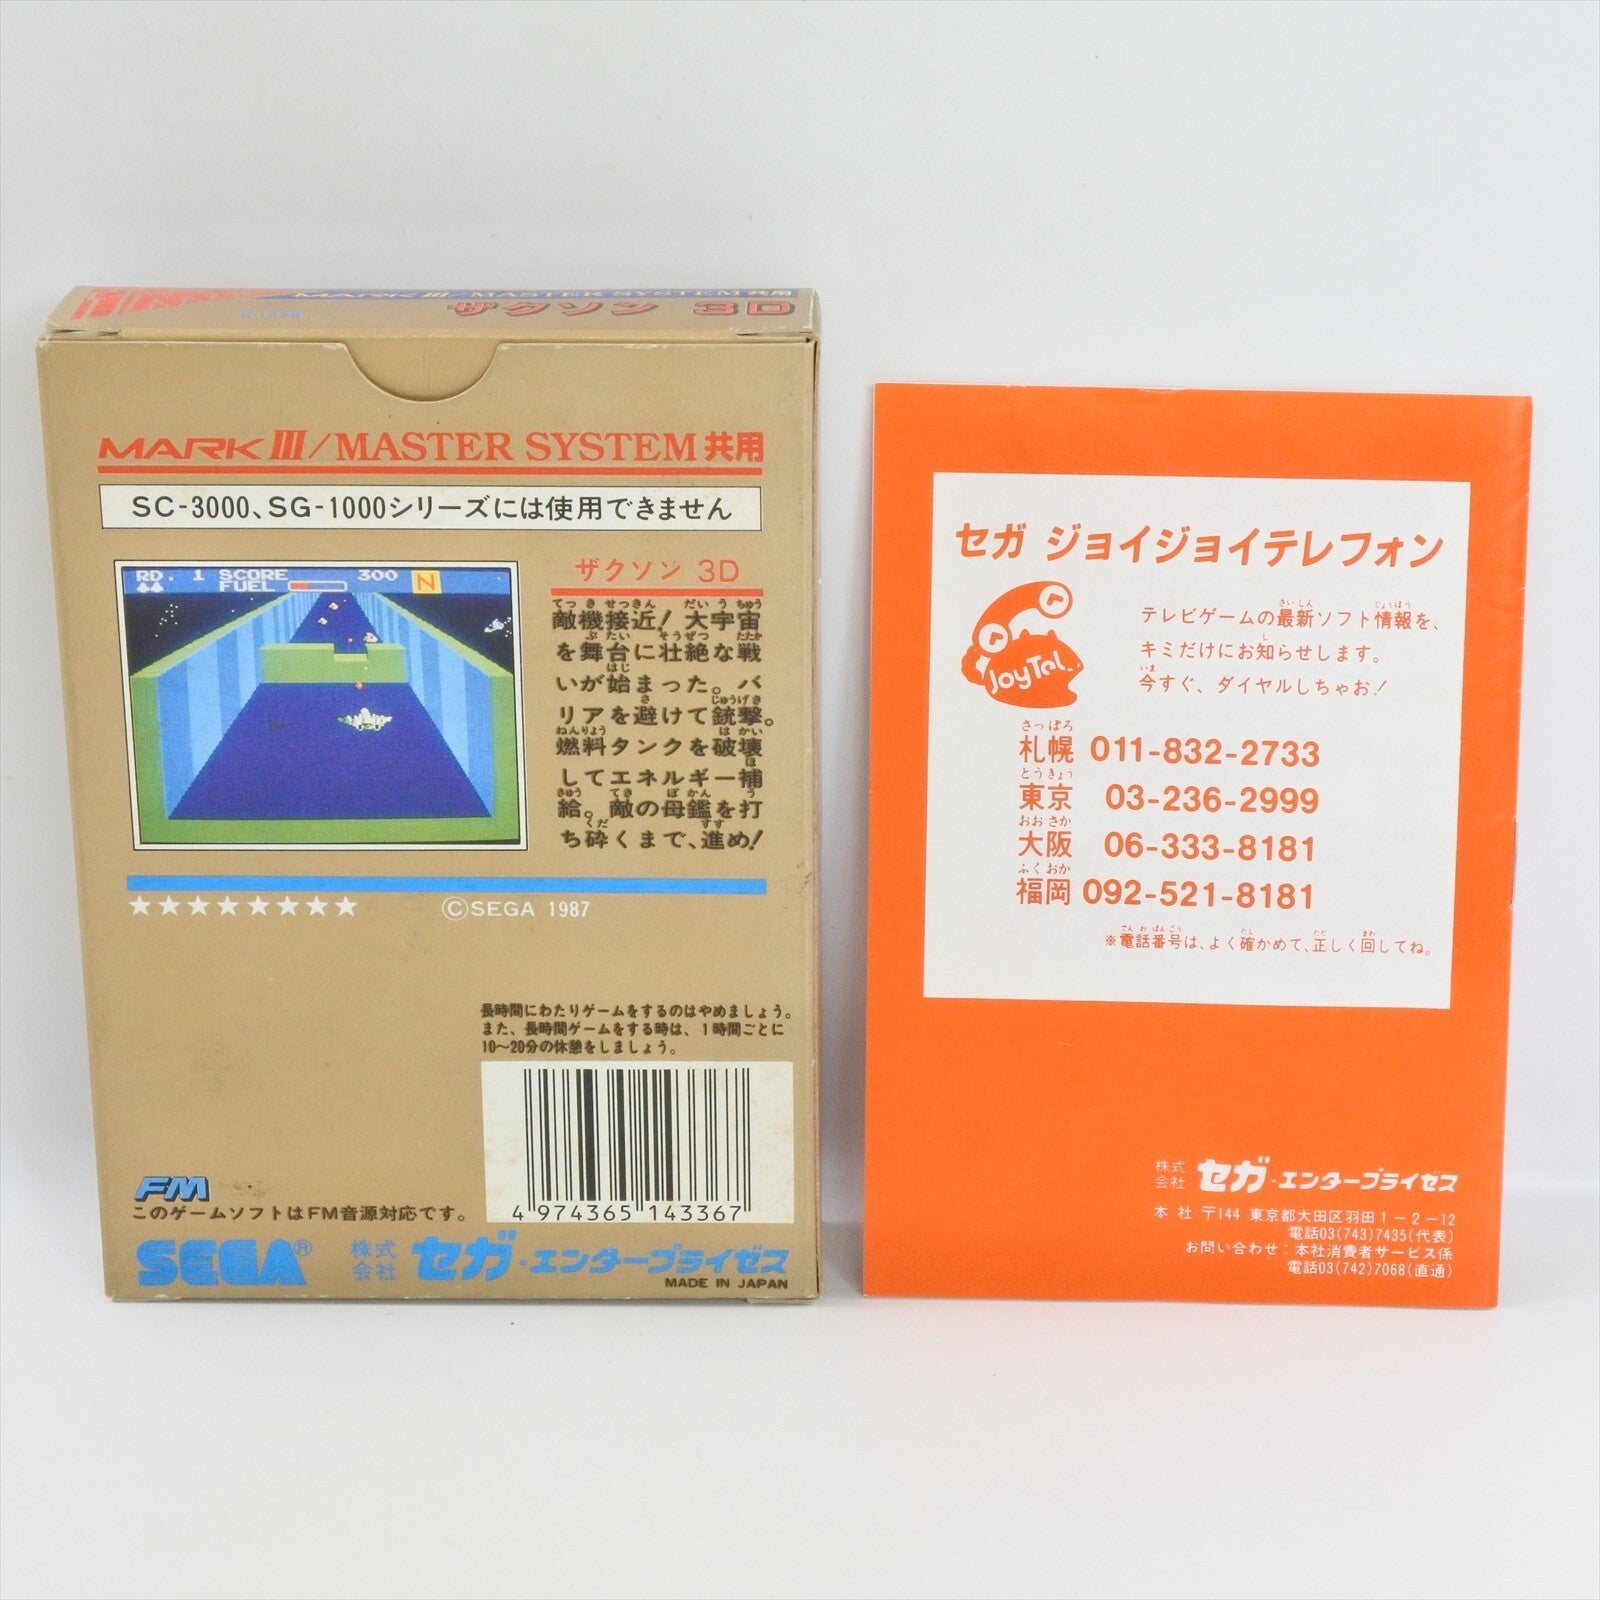 MARK III/MASTER SYSTEM共用
ザクソン 3D
MARK III/MASTER SYSTEM 共用
SC-3000、SG-1000シリーズには使用できません
RD. 1 SCORE 300 N
FUEL
ザクソン 3D
敵機接近!大宇宙
を舞台に壮絶な戦
いが始まった。バ
リアを避けて銃撃。
燃料タンクを破壊
してエネルギー補
給。敵の母鑑を打
ち砕くまで、進め!
★★★★★★★★ ©SEGA 1987
長時間にわたりゲームをするのはやめましょう。
また、長時間ゲームをする時は、1時間ごとに
10〜20分の休憩をしましょう。
4 974365 143367
FM
このゲームソフトはFM音源対応です。
SEGA® 株式会社 セガ・エンタープライゼス
MADE IN JAPAN
セガ ジョイジョイテレフォン
JoyTel
テレビゲームの最新ソフト情報を、
キミだけにお知らせします。
今すぐ、ダイヤルしちゃお!
札幌 011-832-2733
東京 03-236-2999
大阪 06-333-8181
福岡 092-521-8181
※電話番号は、よく確かめて、正しく回してね。
株式会社 セガ・エンタープライゼス
本 社 〒144 東京都大田区羽田1-2-12
電話03(743)7435(代表)
お問い合わせ:本社消費者サービス係
電話03(742)7068(直通)